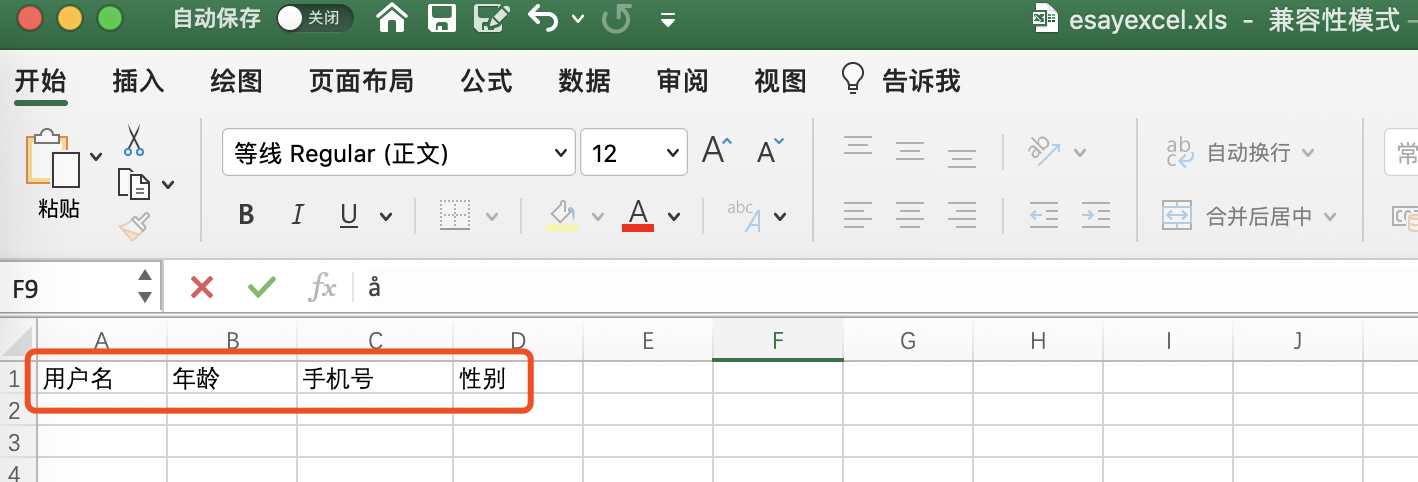 自动保存 关闭 esayexcel.xls - 兼容性模式 –
开始 插入 绘图 页面布局 公式 数据 审阅 视图 告诉我
粘贴 等线 Regular (正文) 12 A A ab 自动换行 常
B I U A abc A 合并后居中
F9 fx å
A B C D E F G H I J
1 用户名 年龄 手机号 性别
2
3
4